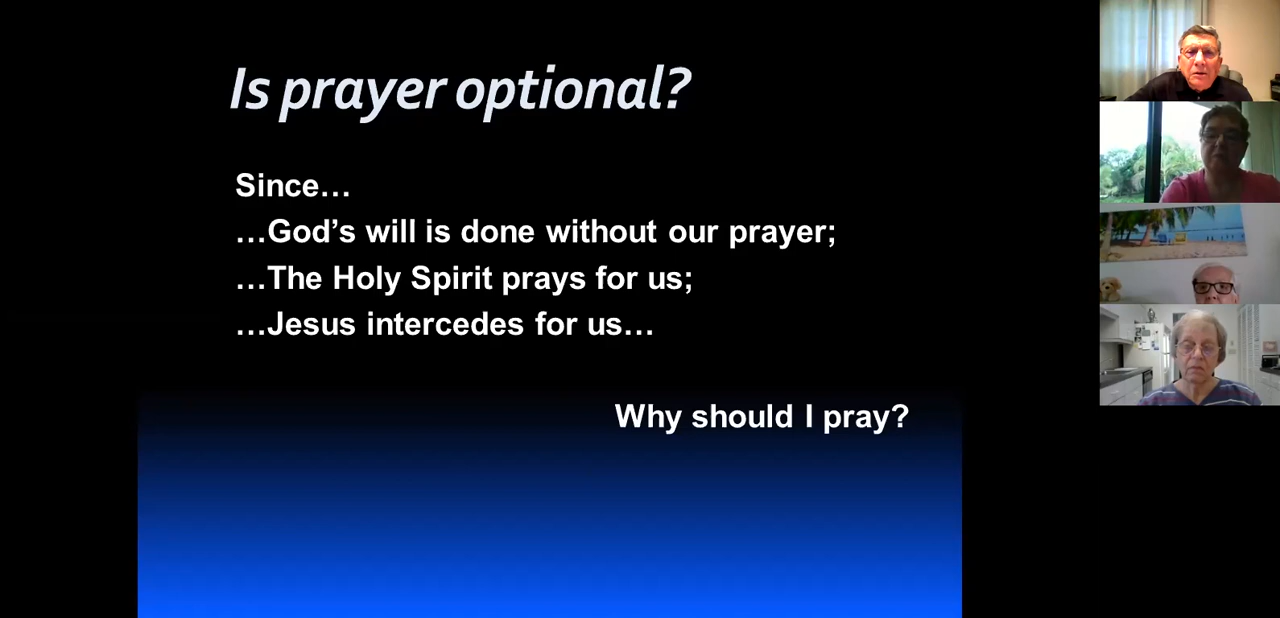 Is prayer optional?
Since…
…God’s will is done without our prayer;
…The Holy Spirit prays for us;
…Jesus intercedes for us…
Why should I pray?